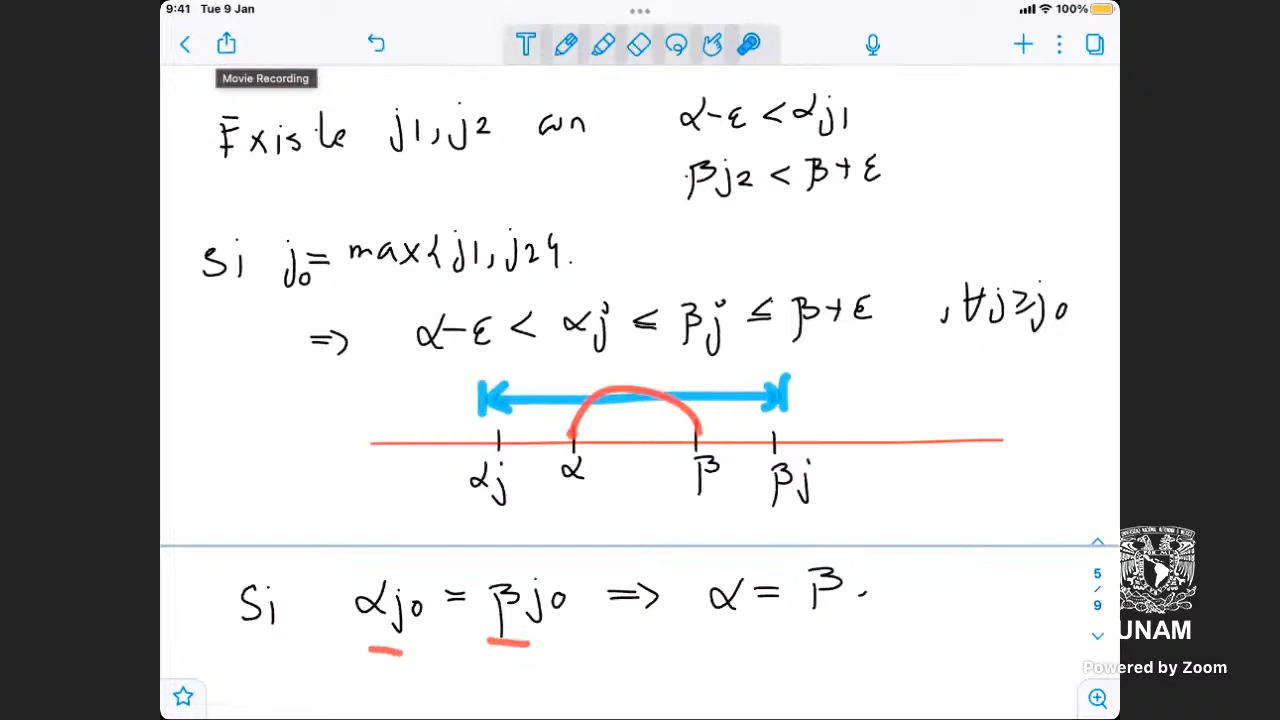 9:41 Tue 9 Jan
100%
Movie Recording
Existe j1, j2 con α-ε < αj1
βj2 < β+ε
Si j0 = max{j1, j2}.
=> α-ε < αj ≤ βj ≤ β+ε , ∀j≥j0
αj α β βj
Si αj0 = βj0 => α = β.
5/9
UNAM
Powered by Zoom